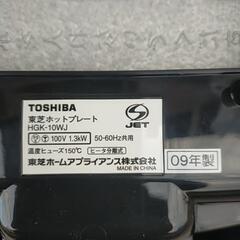 TOSHIBA
東芝ホットプレート
HGK-10WJ
JET
100V 1.3kW 50-60Hz共用
温度ヒューズ150℃ ヒータ分離式
東芝ホームアプライアンス株式会社
MADE IN CHINA
09年製